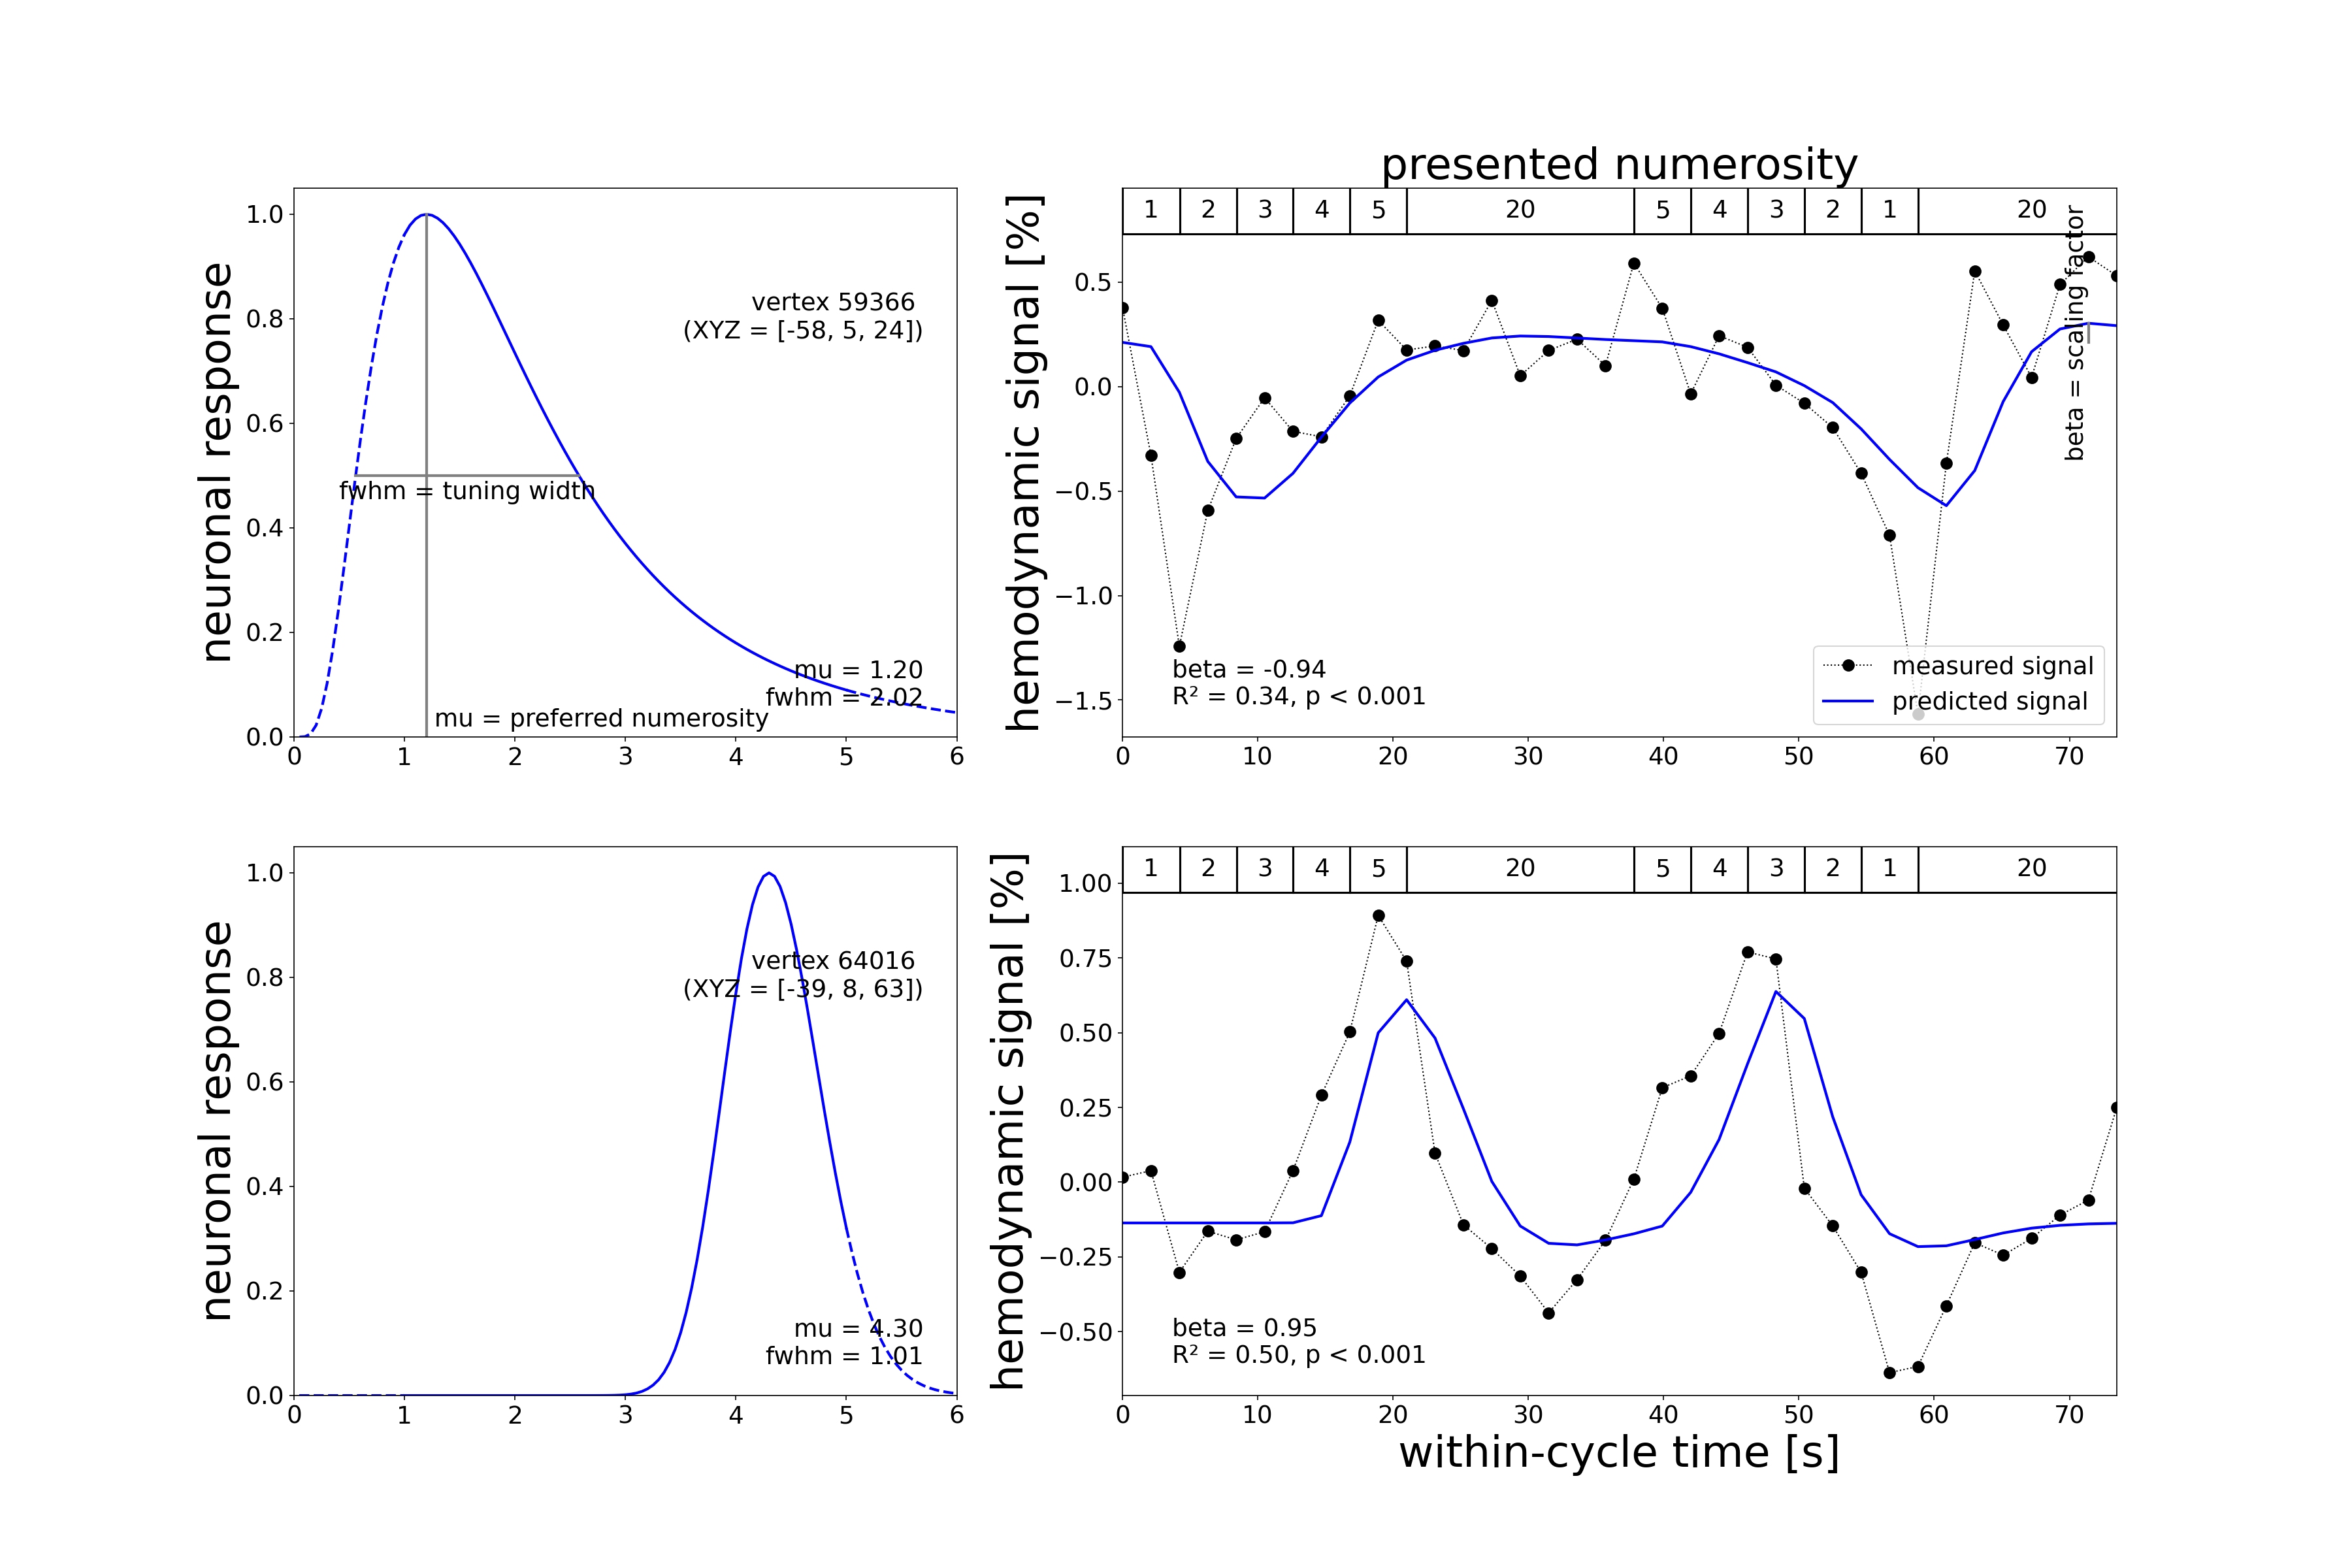 presented numerosity
neuronal response
1.0
0.8
0.6
0.4
0.2
0.0
0 1 2 3 4 5 6
vertex 59366
(XYZ = [-58, 5, 24])
fwhm = tuning width
mu = 1.20
fwhm = 2.02
mu = preferred numerosity
hemodynamic signal [%]
1 2 3 4 5 20 5 4 3 2 1 20
0.5
0.0
−0.5
−1.0
−1.5
0 10 20 30 40 50 60 70
beta = scaling factor
beta = -0.94
R² = 0.34, p < 0.001
measured signal
predicted signal
neuronal response
1.0
0.8
0.6
0.4
0.2
0.0
0 1 2 3 4 5 6
vertex 64016
(XYZ = [-39, 8, 63])
mu = 4.30
fwhm = 1.01
hemodynamic signal [%]
1 2 3 4 5 20 5 4 3 2 1 20
1.00
0.75
0.50
0.25
0.00
−0.25
−0.50
0 10 20 30 40 50 60 70
beta = 0.95
R² = 0.50, p < 0.001
within-cycle time [s]